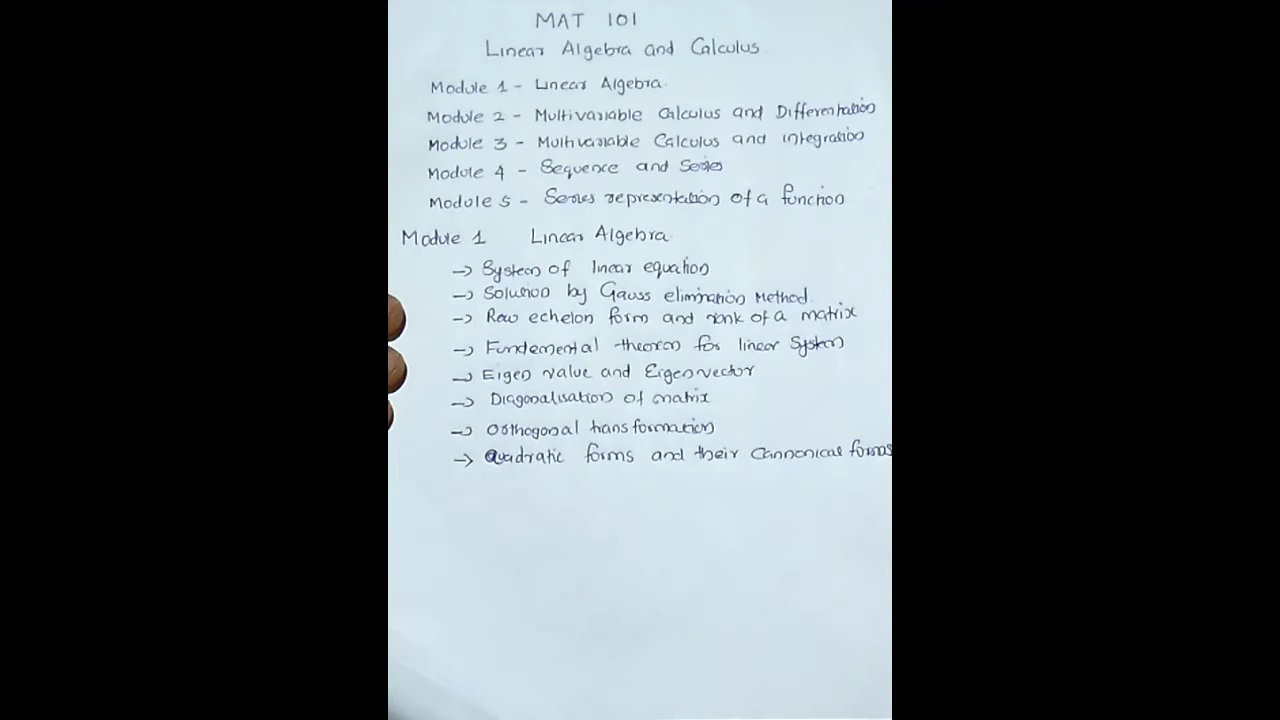 MAT 101
Linear Algebra and Calculus
Module 1 - Linear Algebra
Module 2 - Multivariable Calculus and Differentiation
Module 3 - Multivariable Calculus and integration
Module 4 - Sequence and Series
Module 5 - Series representation of a function
Module 1 Linear Algebra
→ System of linear equation
→ Solution by Gauss elimination Method
→ Row echelon form and rank of a matrix
→ Fundemental theorem for linear System
→ Eigen value and Eigenvector
→ Diagonalisation of matrix
→ Orthogonal transformation
→ Quadratic forms and their Cannonical forms